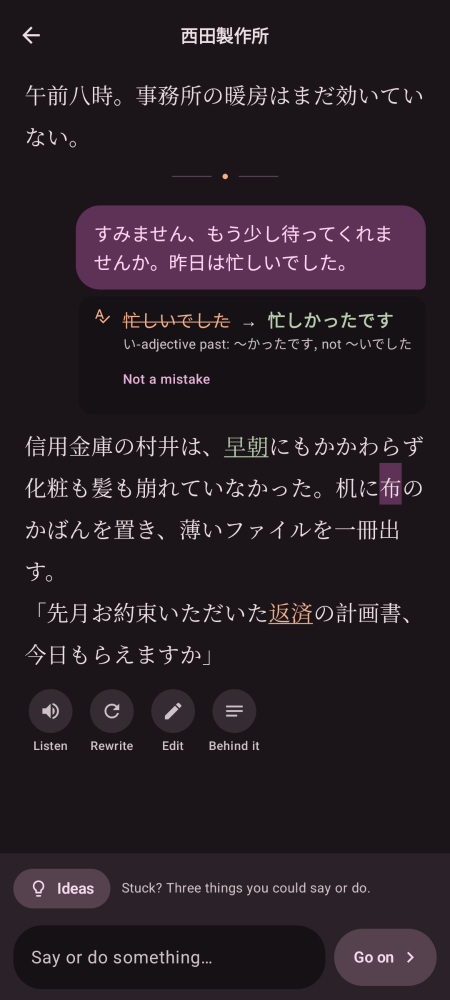 西田製作所
午前八時。事務所の暖房はまだ効いてい
ない。
すみません、もう少し待ってくれま
せんか。昨日は忙しいでした。
忙しいでした → 忙しかったです
い-adjective past: 〜かったです, not 〜いでした
Not a mistake
信用金庫の村井は、早朝にもかかわらず
化粧も髪も崩れていなかった。机に布の
かばんを置き、薄いファイルを一冊出
す。
「先月お約束いただいた返済の計画書、
今日もらえますか」
Listen Rewrite Edit Behind it
Ideas Stuck? Three things you could say or do.
Say or do something… Go on